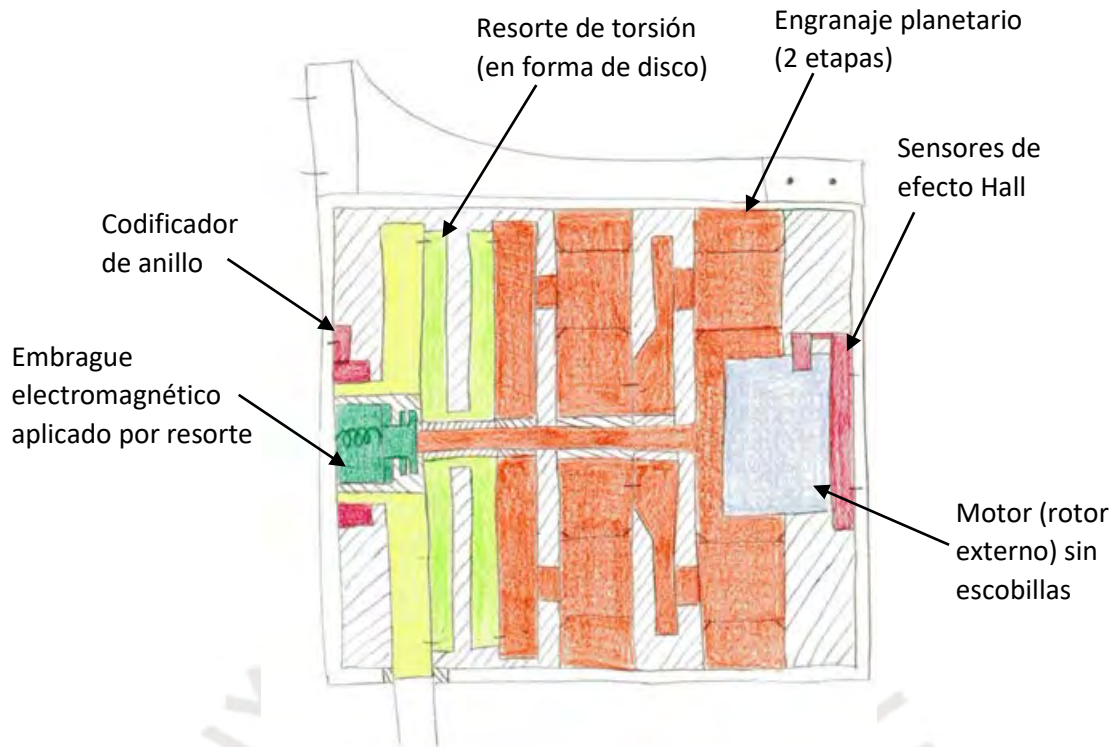 Resorte de torsión
(en forma de disco)
Engranaje planetario
(2 etapas)
Sensores de
efecto Hall
Codificador
de anillo
Embrague
electromagnético
aplicado por resorte
Motor (rotor
externo) sin
escobillas